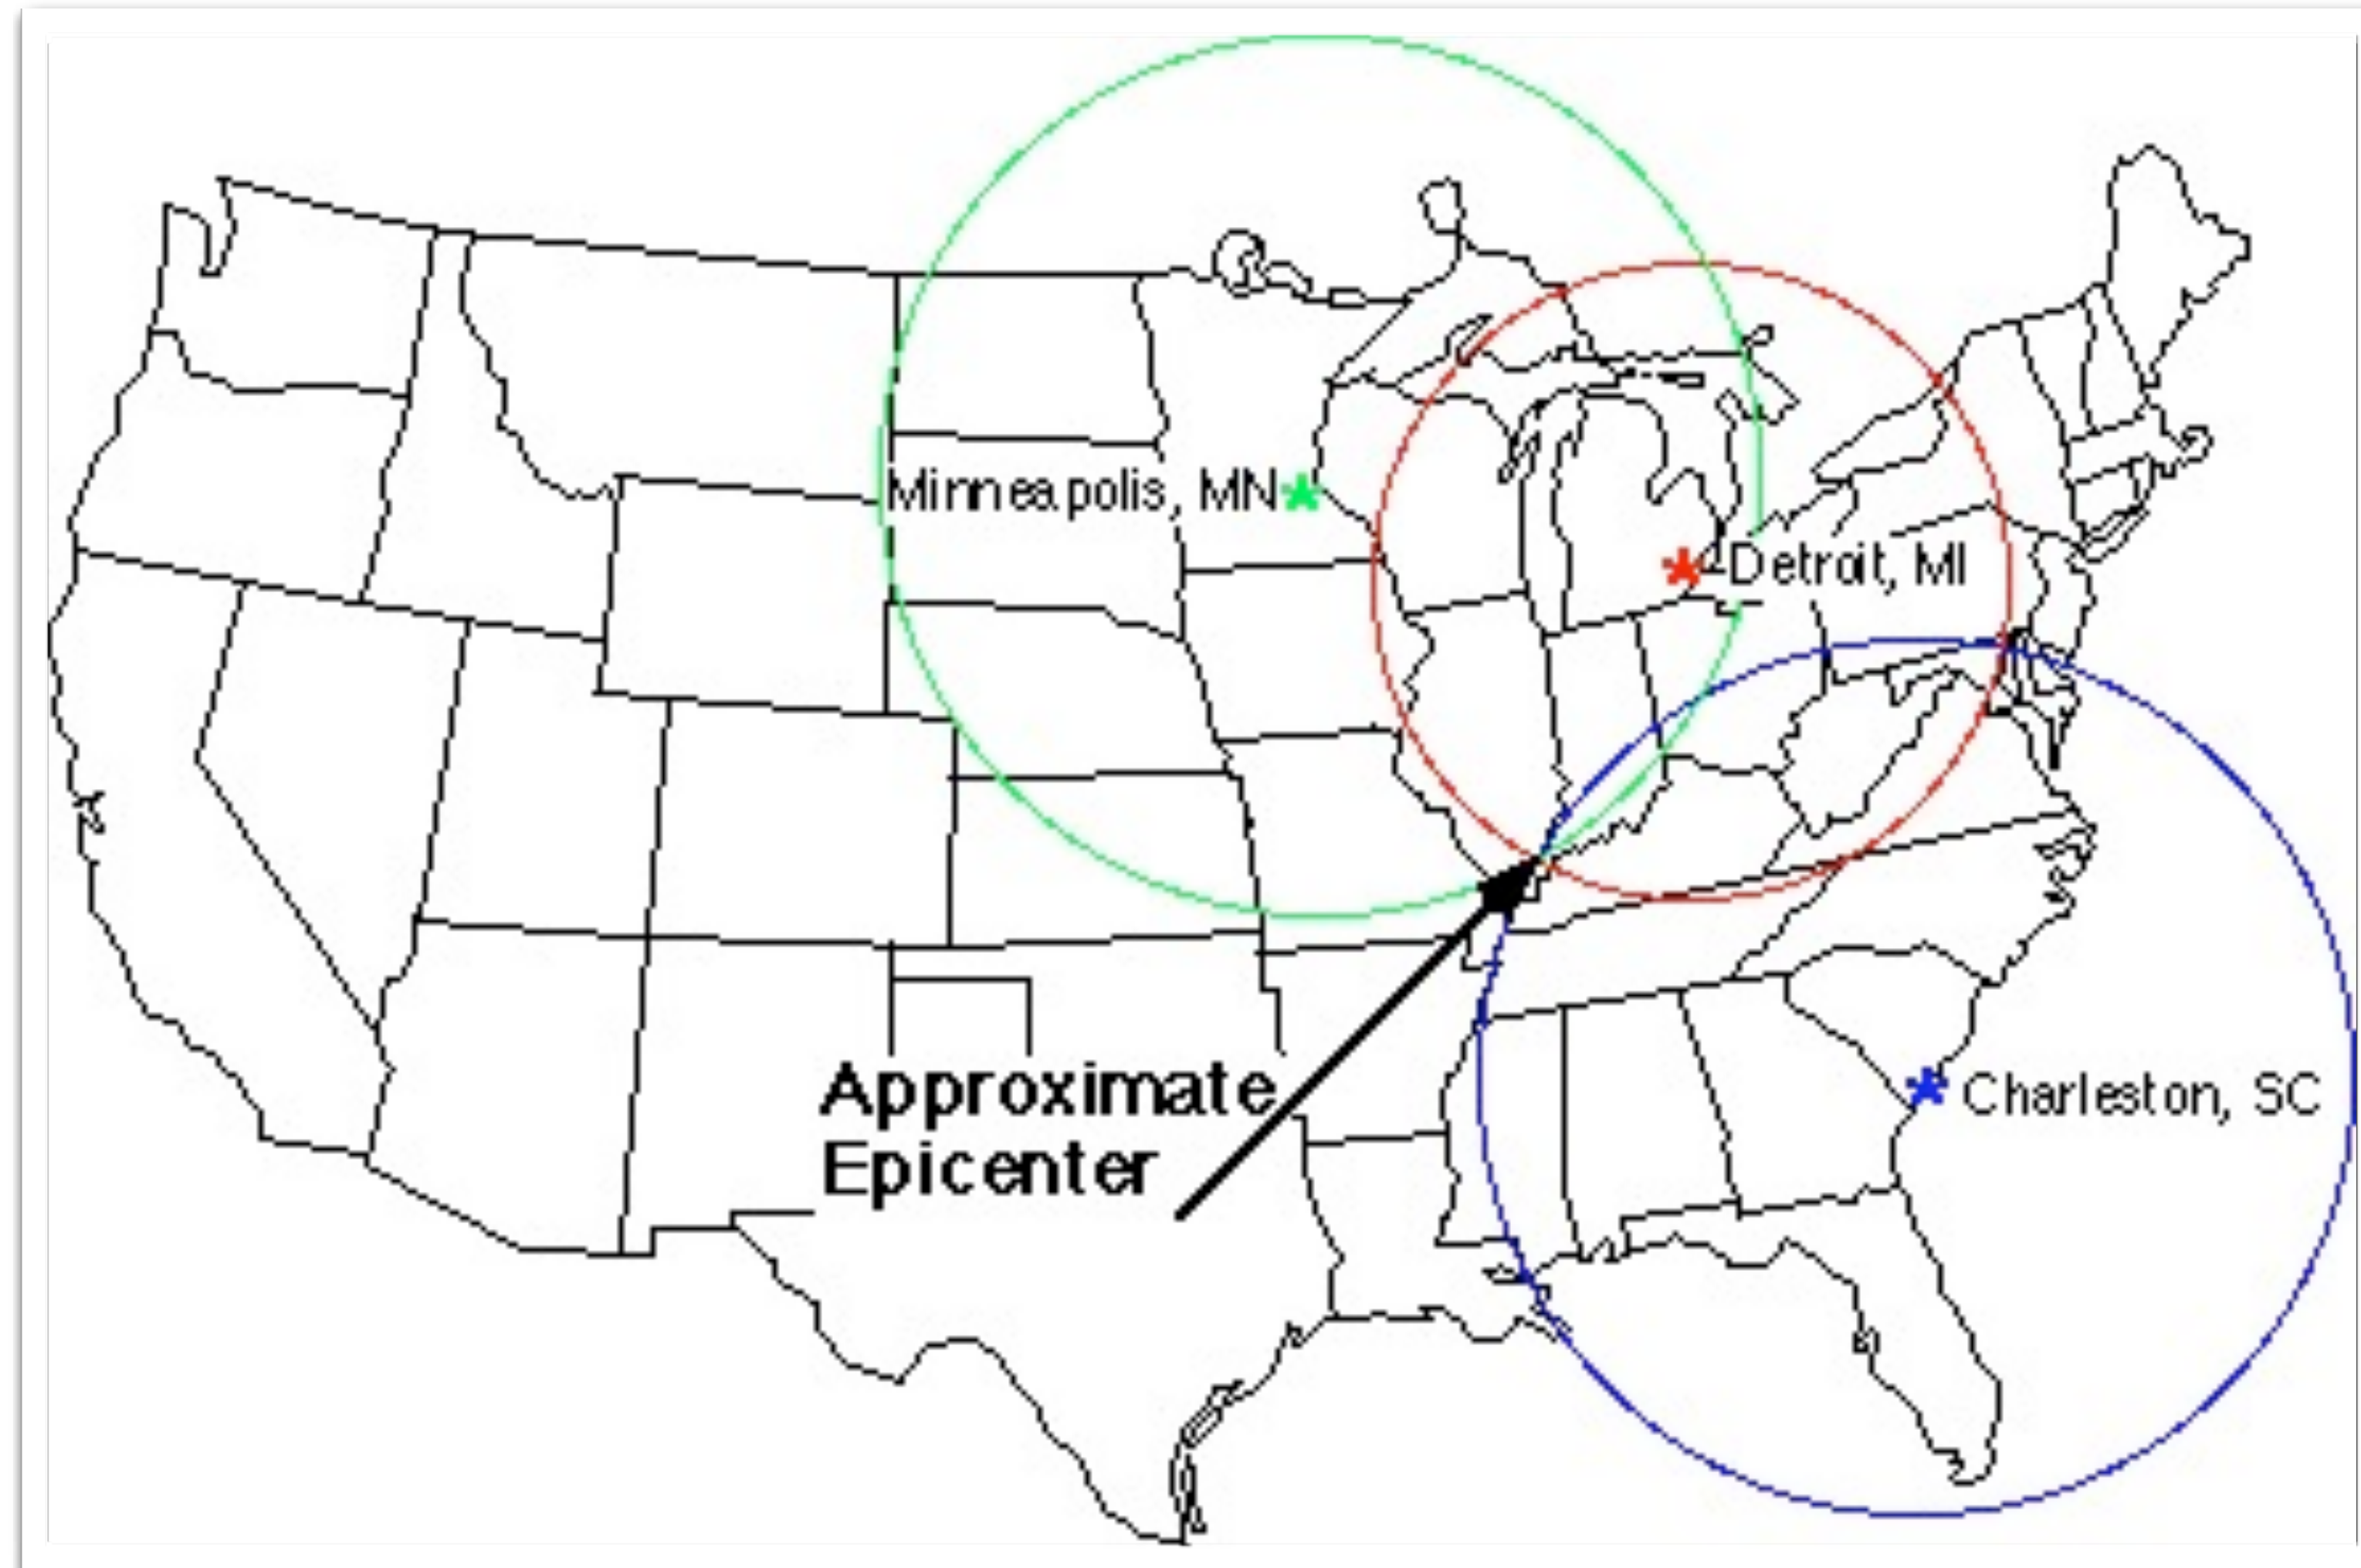 Minneapolis, MN
Detroit, MI
Charleston, SC
Approximate
Epicenter